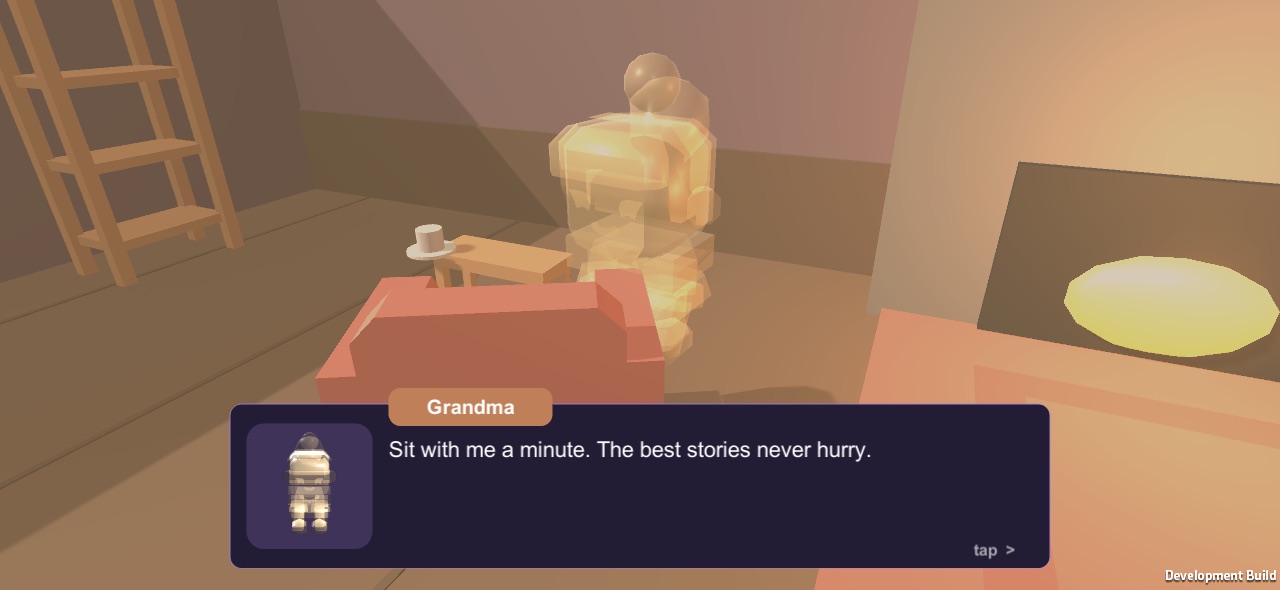 Grandma
Sit with me a minute. The best stories never hurry.
tap >
Development Build